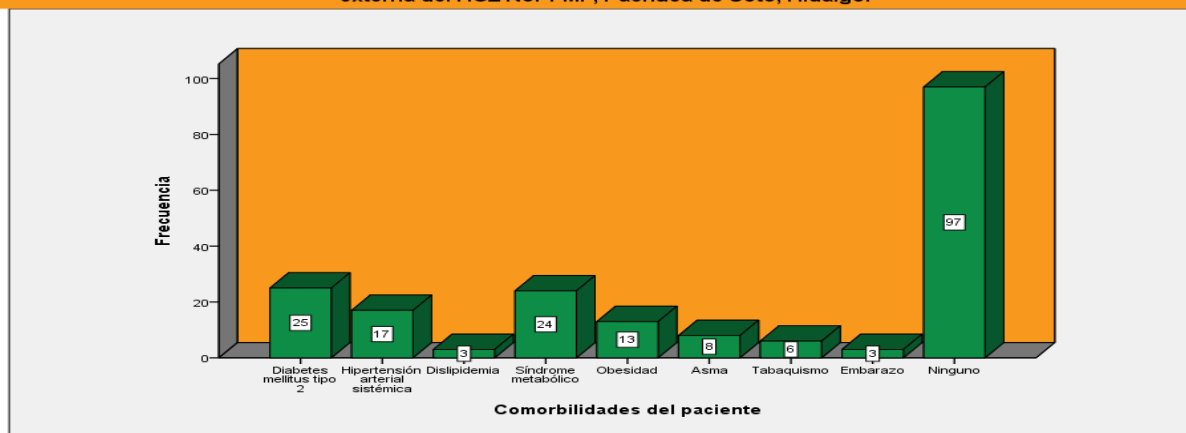 Frecuencia
100
80
60
40
20
0
25
17
3
24
13
8
6
3
97
Diabetes
mellitus tipo
2
Hipertensión
arterial
sistémica
Dislipidemia
Síndrome
metabólico
Obesidad
Asma
Tabaquismo
Embarazo
Ninguno
Comorbilidades del paciente